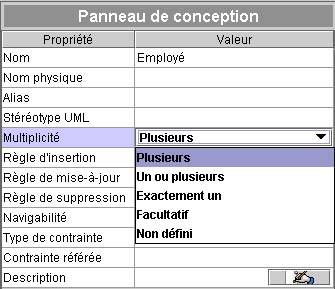 Panneau de conception
Propriété Valeur
Nom Employé
Nom physique
Alias
Stéréotype UML
Multiplicité Plusieurs
Règle d'insertion Plusieurs
Règle de mise-à-jour Un ou plusieurs
Règle de suppression Exactement un
Navigabilité Facultatif
Type de contrainte Non défini
Contrainte référée
Description